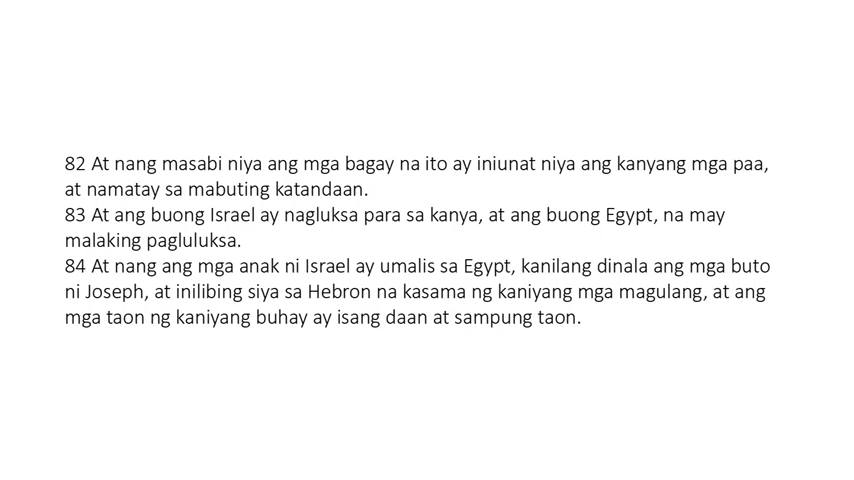 82 At nang masabi niya ang mga bagay na ito ay iniunat niya ang kanyang mga paa,
at namatay sa mabuting katandaan.
83 At ang buong Israel ay nagluksa para sa kanya, at ang buong Egypt, na may
malaking pagluluksa.
84 At nang ang mga anak ni Israel ay umalis sa Egypt, kanilang dinala ang mga buto
ni Joseph, at inilibing siya sa Hebron na kasama ng kaniyang mga magulang, at ang
mga taon ng kaniyang buhay ay isang daan at sampung taon.